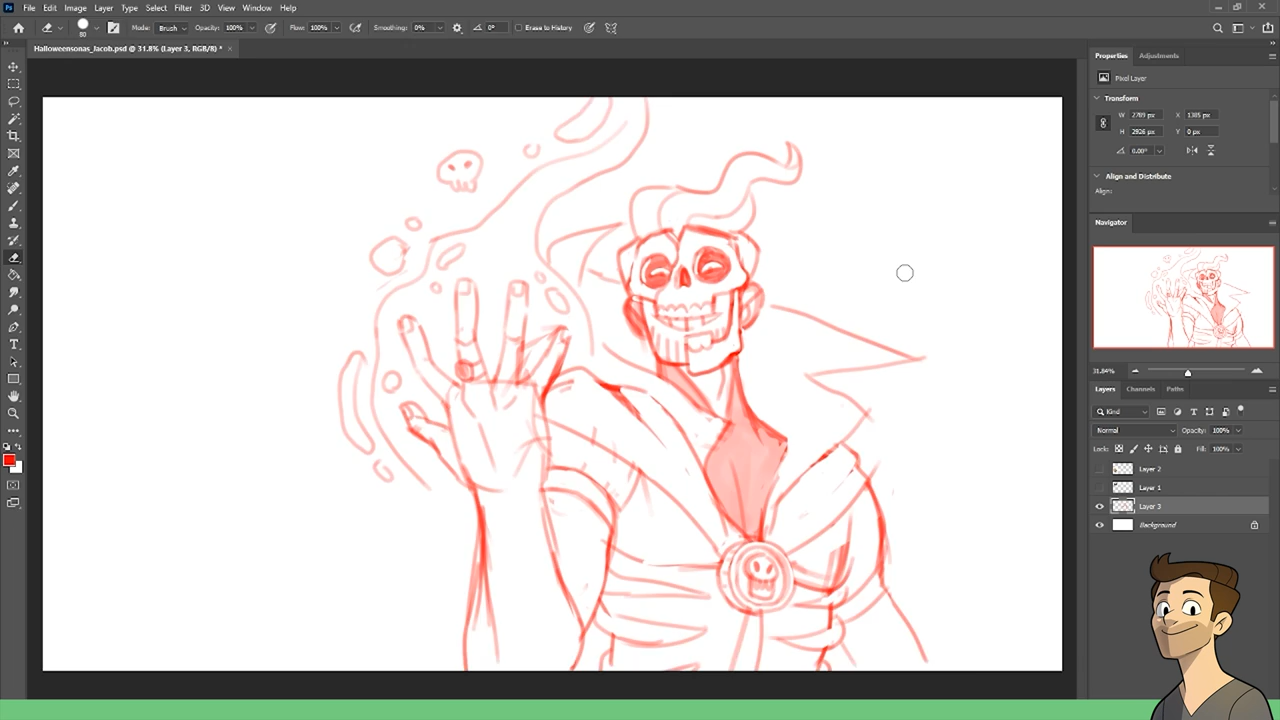 Ps File Edit Image Layer Type Select Filter 3D View Window Help
80 Mode: Brush Opacity: 100% Flow: 100% Smoothing: 0% 0° Erase to History
Halloweensonas_Jacob.psd @ 31.8% (Layer 3, RGB/8) * ×
Properties Adjustments
Pixel Layer
Transform
W 2789 px X 1385 px
H 2926 px Y 0 px
0.00°
Align and Distribute
Align:
Navigator
31.84%
Layers Channels Paths
Kind
Normal Opacity: 100%
Lock: Fill: 100%
Layer 2
Layer 1
Layer 3
Background